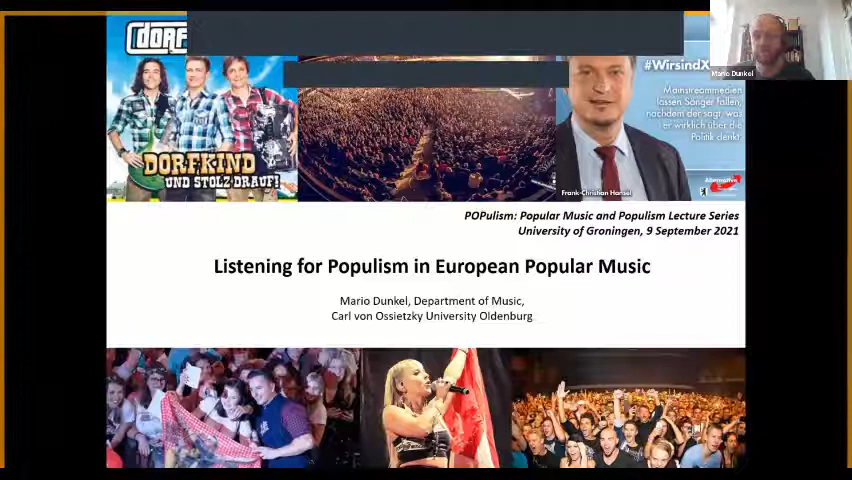 DORF
DORFKIND
UND STOLZ DRAUF!
#WirsindX
Mainstreammedien
lassen Sänger fallen,
nachdem der sagt, was
er wirklich über die
Politik denkt.
Frank-Christian Hansel
Alternative
Mario Dunkel
POPulism: Popular Music and Populism Lecture Series
University of Groningen, 9 September 2021
Listening for Populism in European Popular Music
Mario Dunkel, Department of Music,
Carl von Ossietzky University Oldenburg